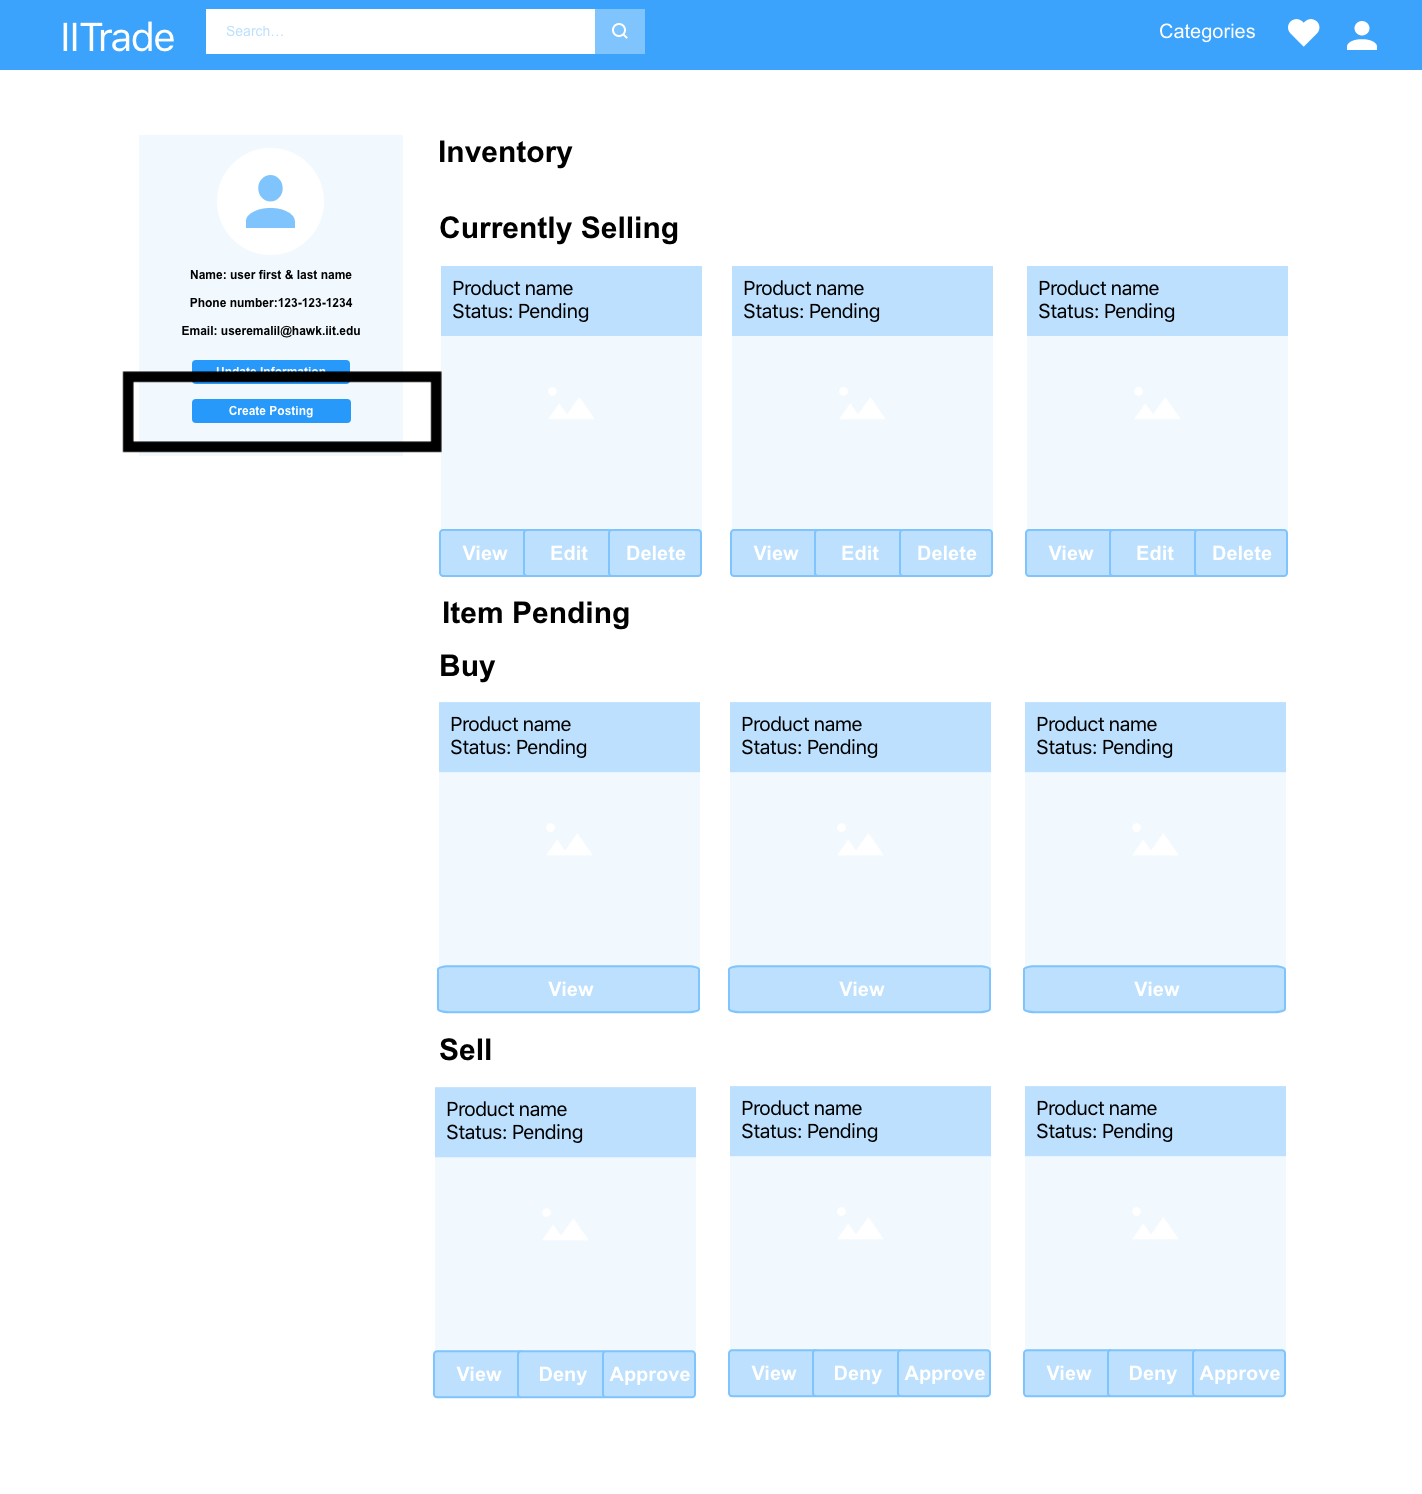 IITrade
Search...
Categories
Name: user first & last name
Phone number:123-123-1234
Email: useremalil@hawk.iit.edu
Update Information
Create Posting
Inventory
Currently Selling
Product name
Status: Pending
Product name
Status: Pending
Product name
Status: Pending
View Edit Delete
View Edit Delete
View Edit Delete
Item Pending
Buy
Product name
Status: Pending
Product name
Status: Pending
Product name
Status: Pending
View
View
View
Sell
Product name
Status: Pending
Product name
Status: Pending
Product name
Status: Pending
View Deny Approve
View Deny Approve
View Deny Approve